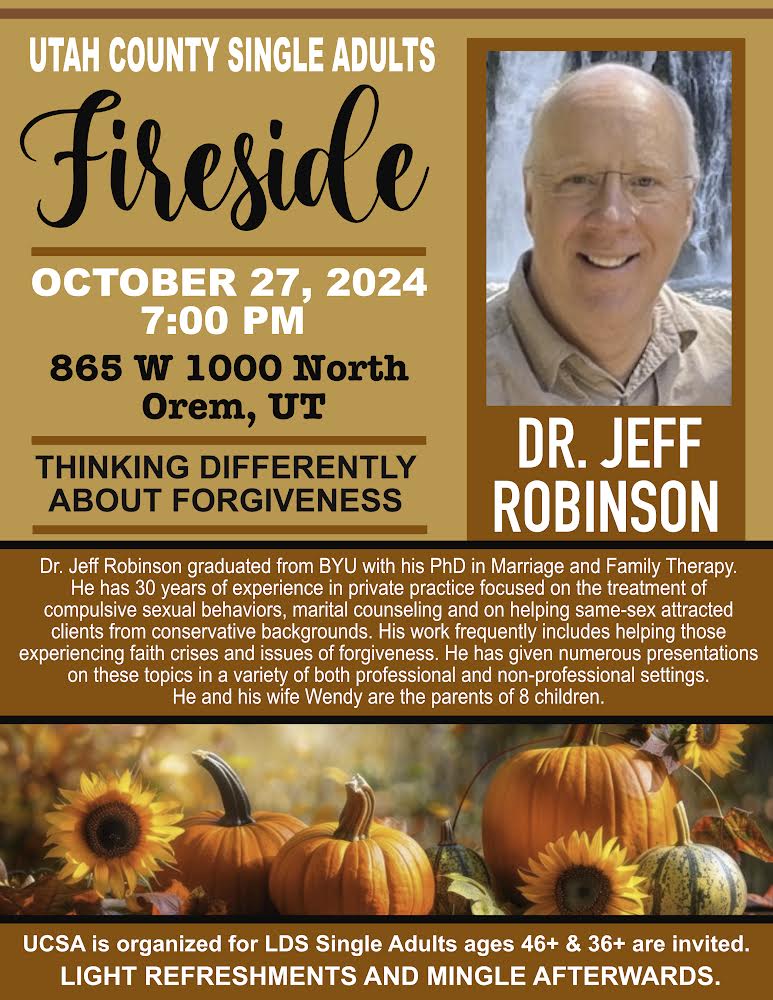 UTAH COUNTY SINGLE ADULTS
Fireside
OCTOBER 27, 2024
7:00 PM
865 W 1000 North
Orem, UT
THINKING DIFFERENTLY
ABOUT FORGIVENESS
DR. JEFF
ROBINSON
Dr. Jeff Robinson graduated from BYU with his PhD in Marriage and Family Therapy.
He has 30 years of experience in private practice focused on the treatment of
compulsive sexual behaviors, marital counseling and on helping same-sex attracted
clients from conservative backgrounds. His work frequently includes helping those
experiencing faith crises and issues of forgiveness. He has given numerous presentations
on these topics in a variety of both professional and non-professional settings.
He and his wife Wendy are the parents of 8 children.
UCSA is organized for LDS Single Adults ages 46+ & 36+ are invited.
LIGHT REFRESHMENTS AND MINGLE AFTERWARDS.